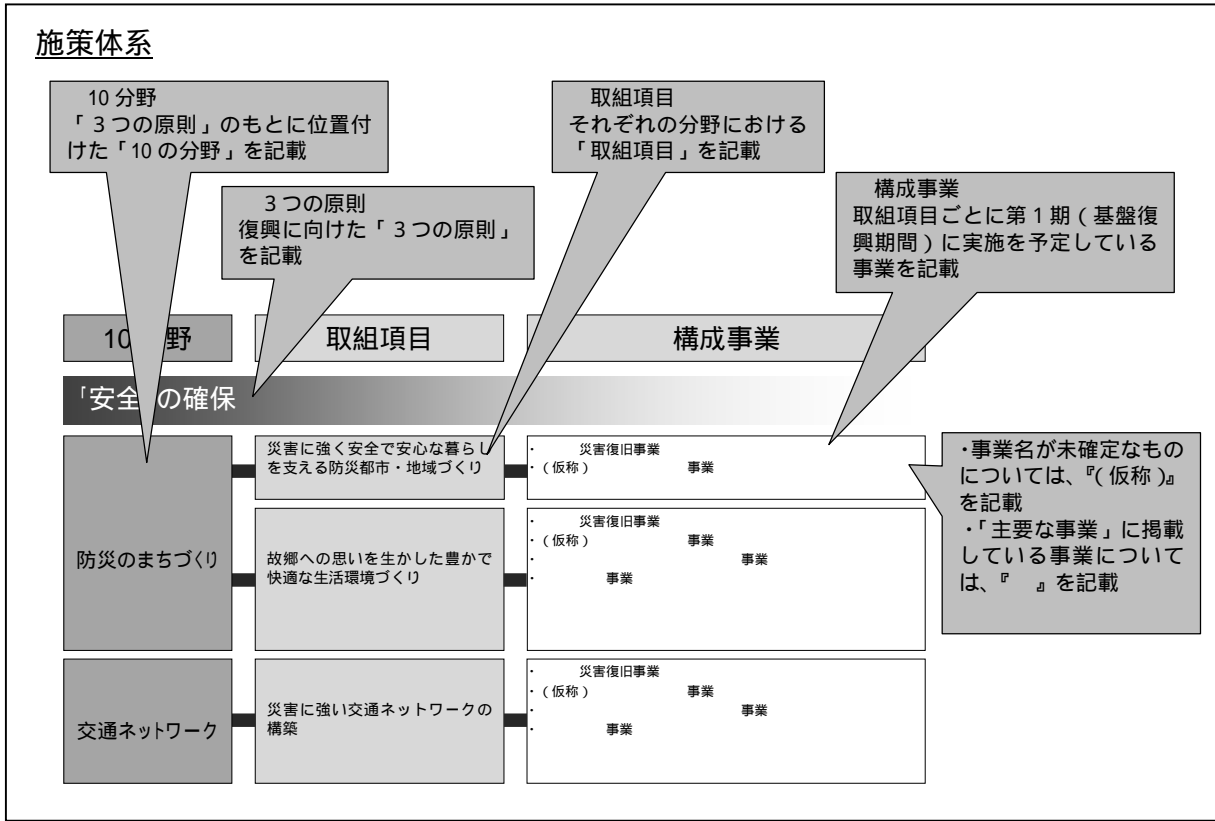 施策体系
10分野
「3つの原則」のもとに位置付
けた「10の分野」を記載
取組項目
それぞれの分野における
「取組項目」を記載
3つの原則
復興に向けた「3つの原則」
を記載
構成事業
取組項目ごとに第1期(基盤復
興期間)に実施を予定している
事業を記載
10 野
取組項目
構成事業
「安全 の確保
防災のまちづくり
災害に強く安全で安心な暮らし
を支える防災都市・地域づくり
・ 災害復旧事業
・(仮称) 事業
・事業名が未確定なもの
については、『(仮称)』
を記載
・「主要な事業」に掲載
している事業について
は、『 』を記載
故郷への思いを生かした豊かで
快適な生活環境づくり
・ 災害復旧事業
・(仮称) 事業
・ 事業
・ 事業
交通ネットワーク
災害に強い交通ネットワークの
構築
・ 災害復旧事業
・(仮称) 事業
・ 事業
・ 事業